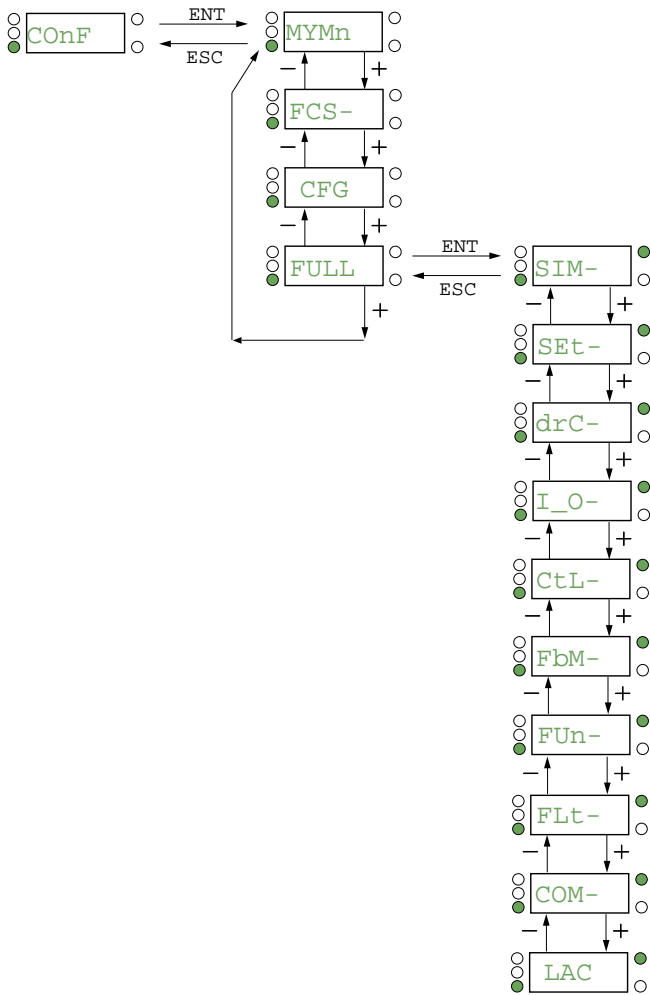 COnF
ENT
ESC
MYMn
−
+
FCS-
−
+
CFG
−
+
FULL
+
ENT
ESC
SIM-
−
+
SEt-
−
+
drC-
−
+
I_O-
−
+
CtL-
−
+
FbM-
−
+
FUn-
−
+
FLt-
−
+
COM-
−
+
LAC